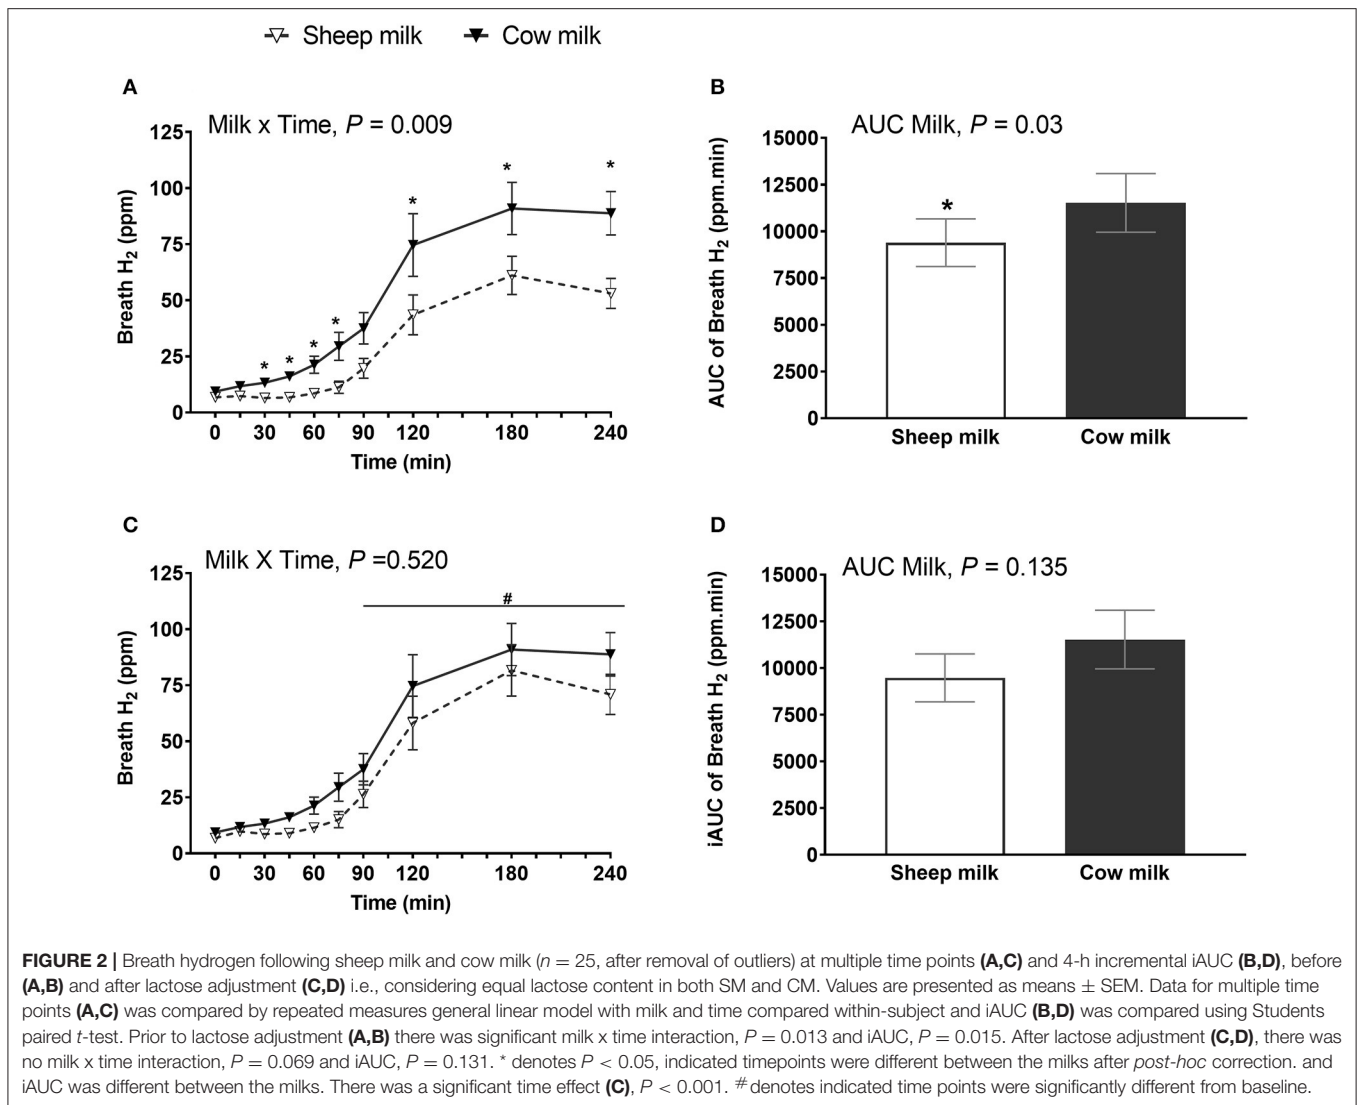 Sheep milk Cow milk
A
Milk x Time, P = 0.009
125
100
75
50
25
0
Breath H2 (ppm)
* * * * * * *
0 30 60 90 120 180 240
Time (min)
B
AUC Milk, P = 0.03
15000
12500
10000
7500
5000
2500
0
AUC of Breath H2 (ppm.min)
*
Sheep milk Cow milk
C
Milk X Time, P =0.520
125
100
75
50
25
0
Breath H2 (ppm)
#
0 30 60 90 120 180 240
Time (min)
D
AUC Milk, P = 0.135
15000
12500
10000
7500
5000
2500
0
iAUC of Breath H2 (ppm.min)
Sheep milk Cow milk
FIGURE 2 | Breath hydrogen following sheep milk and cow milk (n = 25, after removal of outliers) at multiple time points (A,C) and 4-h incremental iAUC (B,D), before
(A,B) and after lactose adjustment (C,D) i.e., considering equal lactose content in both SM and CM. Values are presented as means ± SEM. Data for multiple time
points (A,C) was compared by repeated measures general linear model with milk and time compared within-subject and iAUC (B,D) was compared using Students
paired t-test. Prior to lactose adjustment (A,B) there was significant milk x time interaction, P = 0.013 and iAUC, P = 0.015. After lactose adjustment (C,D), there was
no milk x time interaction, P = 0.069 and iAUC, P = 0.131. * denotes P < 0.05, indicated timepoints were different between the milks after post-hoc correction. and
iAUC was different between the milks. There was a significant time effect (C), P < 0.001. # denotes indicated time points were significantly different from baseline.